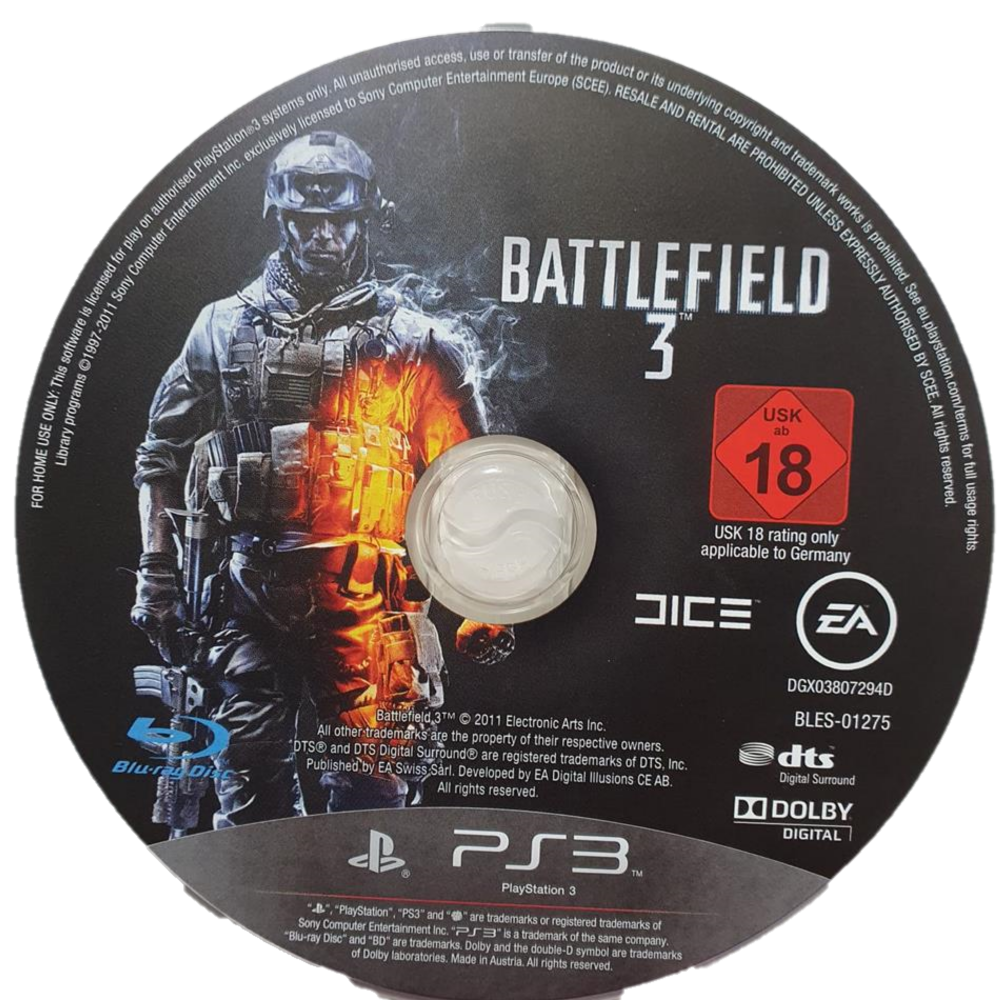 FOR HOME USE ONLY: This software is licensed for play on authorised PlayStation®3 systems only. All unauthorised access, use or transfer of the product or its underlying copyright and trademark works is prohibited. See eu.playstation.com/terms for full usage rights.
Library programs ©1997-2011 Sony Computer Entertainment Inc. exclusively licensed to Sony Computer Entertainment Europe (SCEE). RESALE AND RENTAL ARE PROHIBITED UNLESS EXPRESSLY AUTHORISED BY SCEE. All rights reserved.
BATTLEFIELD
3™
USK
ab
18
USK 18 rating only
applicable to Germany
DICE™
EA
DGX03807294D
BLES-01275
Blu-ray Disc
Battlefield 3™ © 2011 Electronic Arts Inc.
All other trademarks are the property of their respective owners.
DTS® and DTS Digital Surround® are registered trademarks of DTS, Inc.
Published by EA Swiss Sàrl. Developed by EA Digital Illusions CE AB.
All rights reserved.
dts
Digital Surround
DOLBY
DIGITAL
® PS3™
PlayStation 3
" ", "PlayStation", "PS3" and " " are trademarks or registered trademarks of
Sony Computer Entertainment Inc. "PS3" is a trademark of the same company.
"Blu-ray Disc" and "BD" are trademarks. Dolby and the double-D symbol are trademarks
of Dolby laboratories. Made in Austria. All rights reserved.